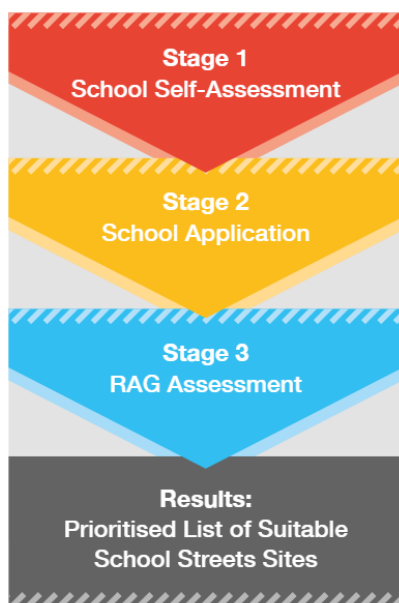 Stage 1
School Self-Assessment
Stage 2
School Application
Stage 3
RAG Assessment
Results:
Prioritised List of Suitable
School Streets Sites